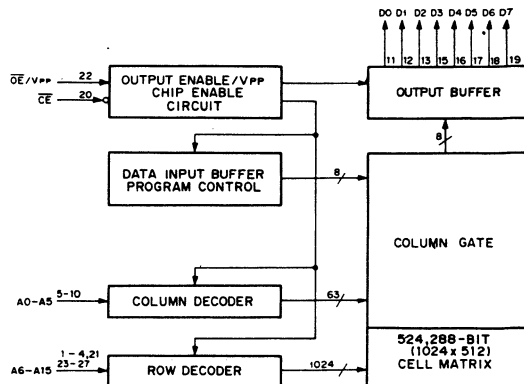 D0 D1 D2 D3 D4 D5 D6 D7
11 12 13 15 16 17 18 19
OE/VPP 22
CE 20
OUTPUT ENABLE/VPP
CHIP ENABLE
CIRCUIT
OUTPUT BUFFER
8
DATA INPUT BUFFER
PROGRAM CONTROL
8
COLUMN GATE
A0-A5 5-10
COLUMN DECODER
63
524,288-BIT
(1024 x 512)
CELL MATRIX
1-4,21
23-27
A6-A15
ROW DECODER
1024